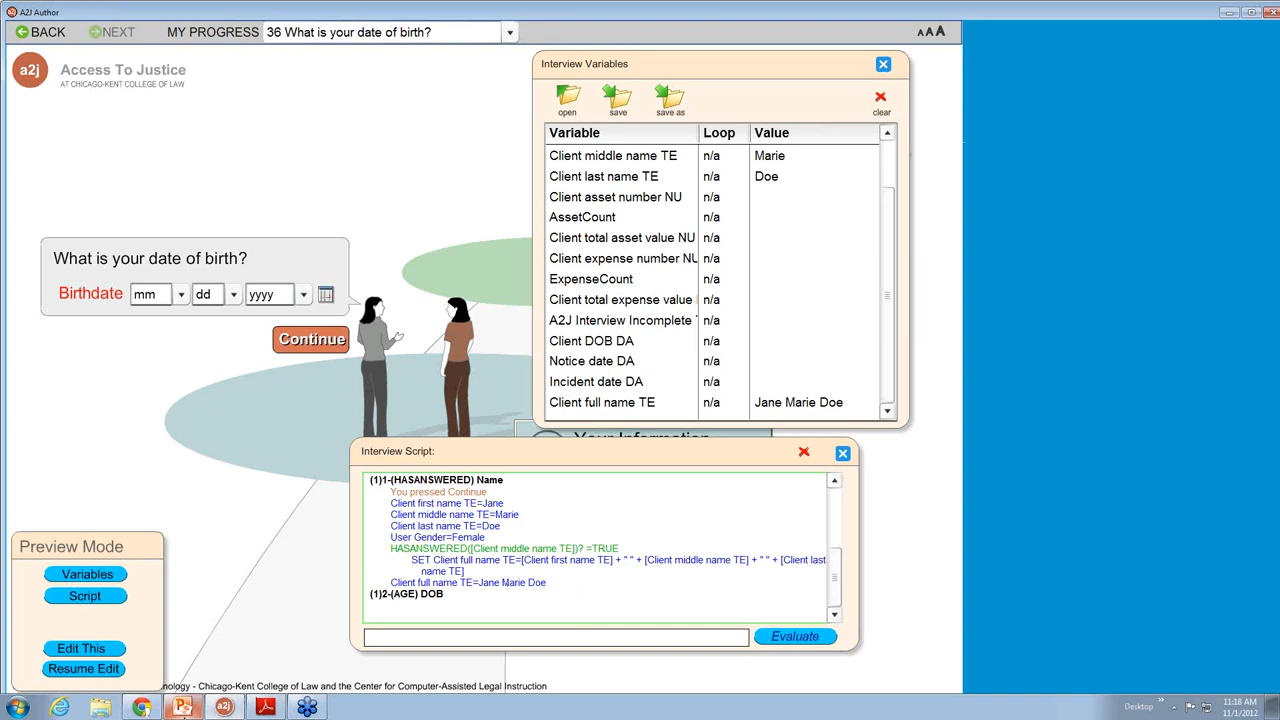 A2J Author
BACK NEXT MY PROGRESS 36 What is your date of birth?
AAA
a2j Access To Justice
AT CHICAGO-KENT COLLEGE OF LAW
What is your date of birth?
Birthdate mm dd yyyy
Continue
Interview Variables
open save save as clear
Variable Loop Value
Client middle name TE n/a Marie
Client last name TE n/a Doe
Client asset number NU n/a
AssetCount n/a
Client total asset value NU n/a
Client expense number NU n/a
ExpenseCount n/a
Client total expense value n/a
A2J Interview Incomplete n/a
Client DOB DA n/a
Notice date DA n/a
Incident date DA n/a
Client full name TE n/a Jane Marie Doe
Your Information
Interview Script:
(1)1-(HASANSWERED) Name
You pressed Continue
Client first name TE=Jane
Client middle name TE=Marie
Client last name TE=Doe
User Gender=Female
HASANSWERED([Client middle name TE])? =TRUE
SET Client full name TE=[Client first name TE] + " " + [Client middle name TE] + " " + [Client last
name TE]
Client full name TE=Jane Marie Doe
(1)2-(AGE) DOB
Evaluate
Preview Mode
Variables
Script
Edit This
Resume Edit
nology - Chicago-Kent College of Law and the Center for Computer-Assisted Legal Instruction
a2j
Desktop
11:18 AM
11/1/2012